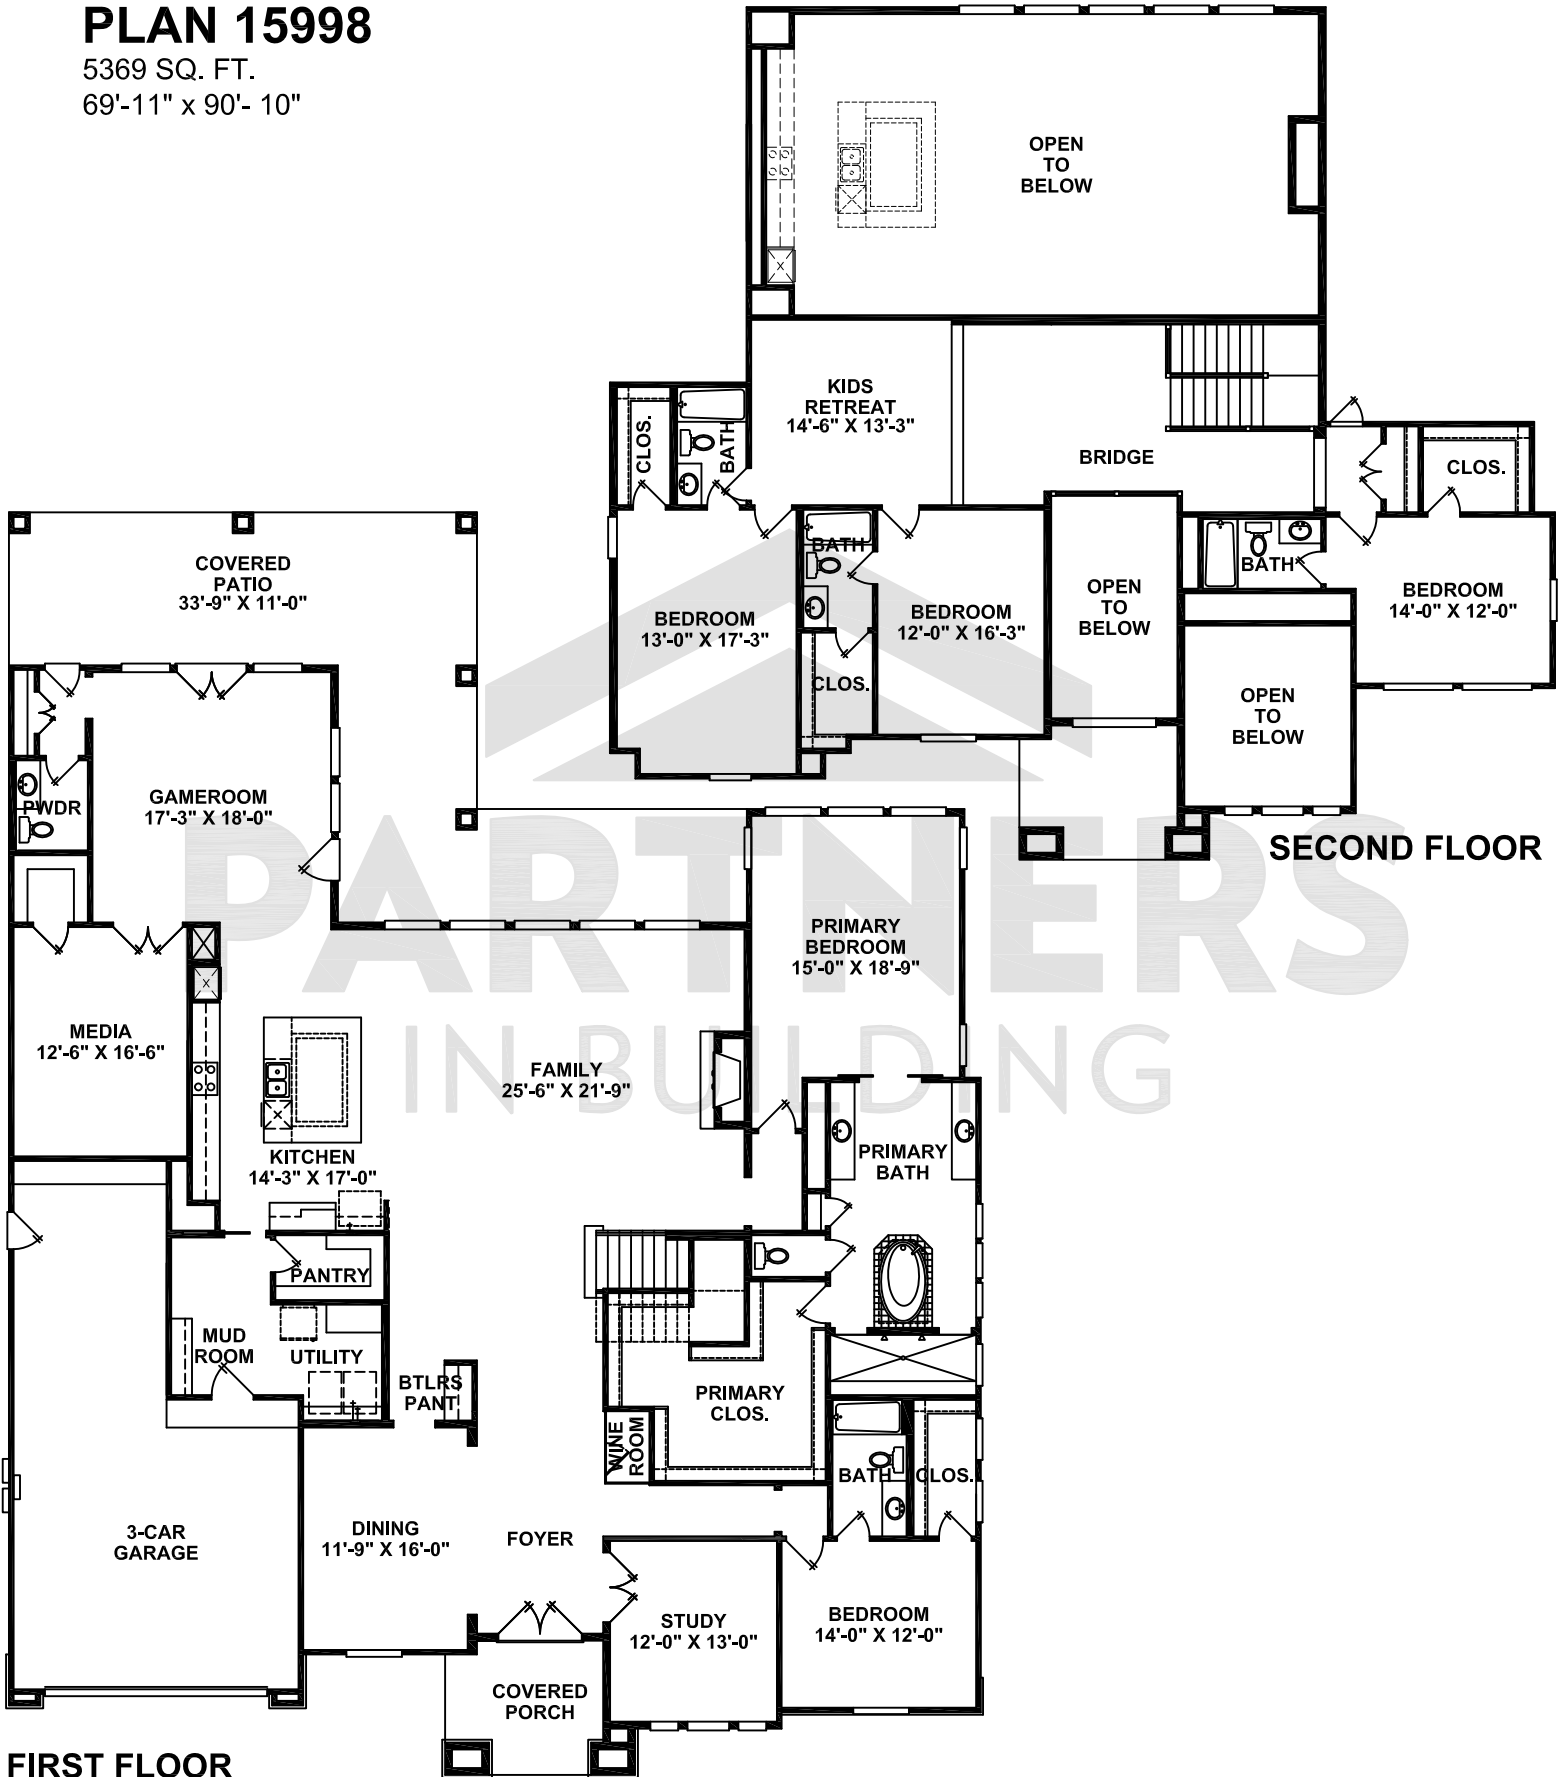 PLAN 15998
5369 SQ. FT.
69'-11" x 90'- 10"
OPEN
TO
BELOW
KIDS
RETREAT
14'-6" X 13'-3"
CLOS.
BATH
BRIDGE
CLOS.
BATH
BATH
BEDROOM
13'-0" X 17'-3"
BEDROOM
12'-0" X 16'-3"
CLOS.
OPEN
TO
BELOW
BEDROOM
14'-0" X 12'-0"
OPEN
TO
BELOW
SECOND FLOOR
COVERED
PATIO
33'-9" X 11'-0"
PWDR
GAMEROOM
17'-3" X 18'-0"
PARTNERS
IN BUILDING
PRIMARY
BEDROOM
15'-0" X 18'-9"
MEDIA
12'-6" X 16'-6"
FAMILY
25'-6" X 21'-9"
KITCHEN
14'-3" X 17'-0"
PRIMARY
BATH
PANTRY
MUD
ROOM
UTILITY
BTLRS
PANT
PRIMARY
CLOS.
WINE
ROOM
BATH
CLOS.
3-CAR
GARAGE
DINING
11'-9" X 16'-0"
FOYER
STUDY
12'-0" X 13'-0"
BEDROOM
14'-0" X 12'-0"
COVERED
PORCH
FIRST FLOOR